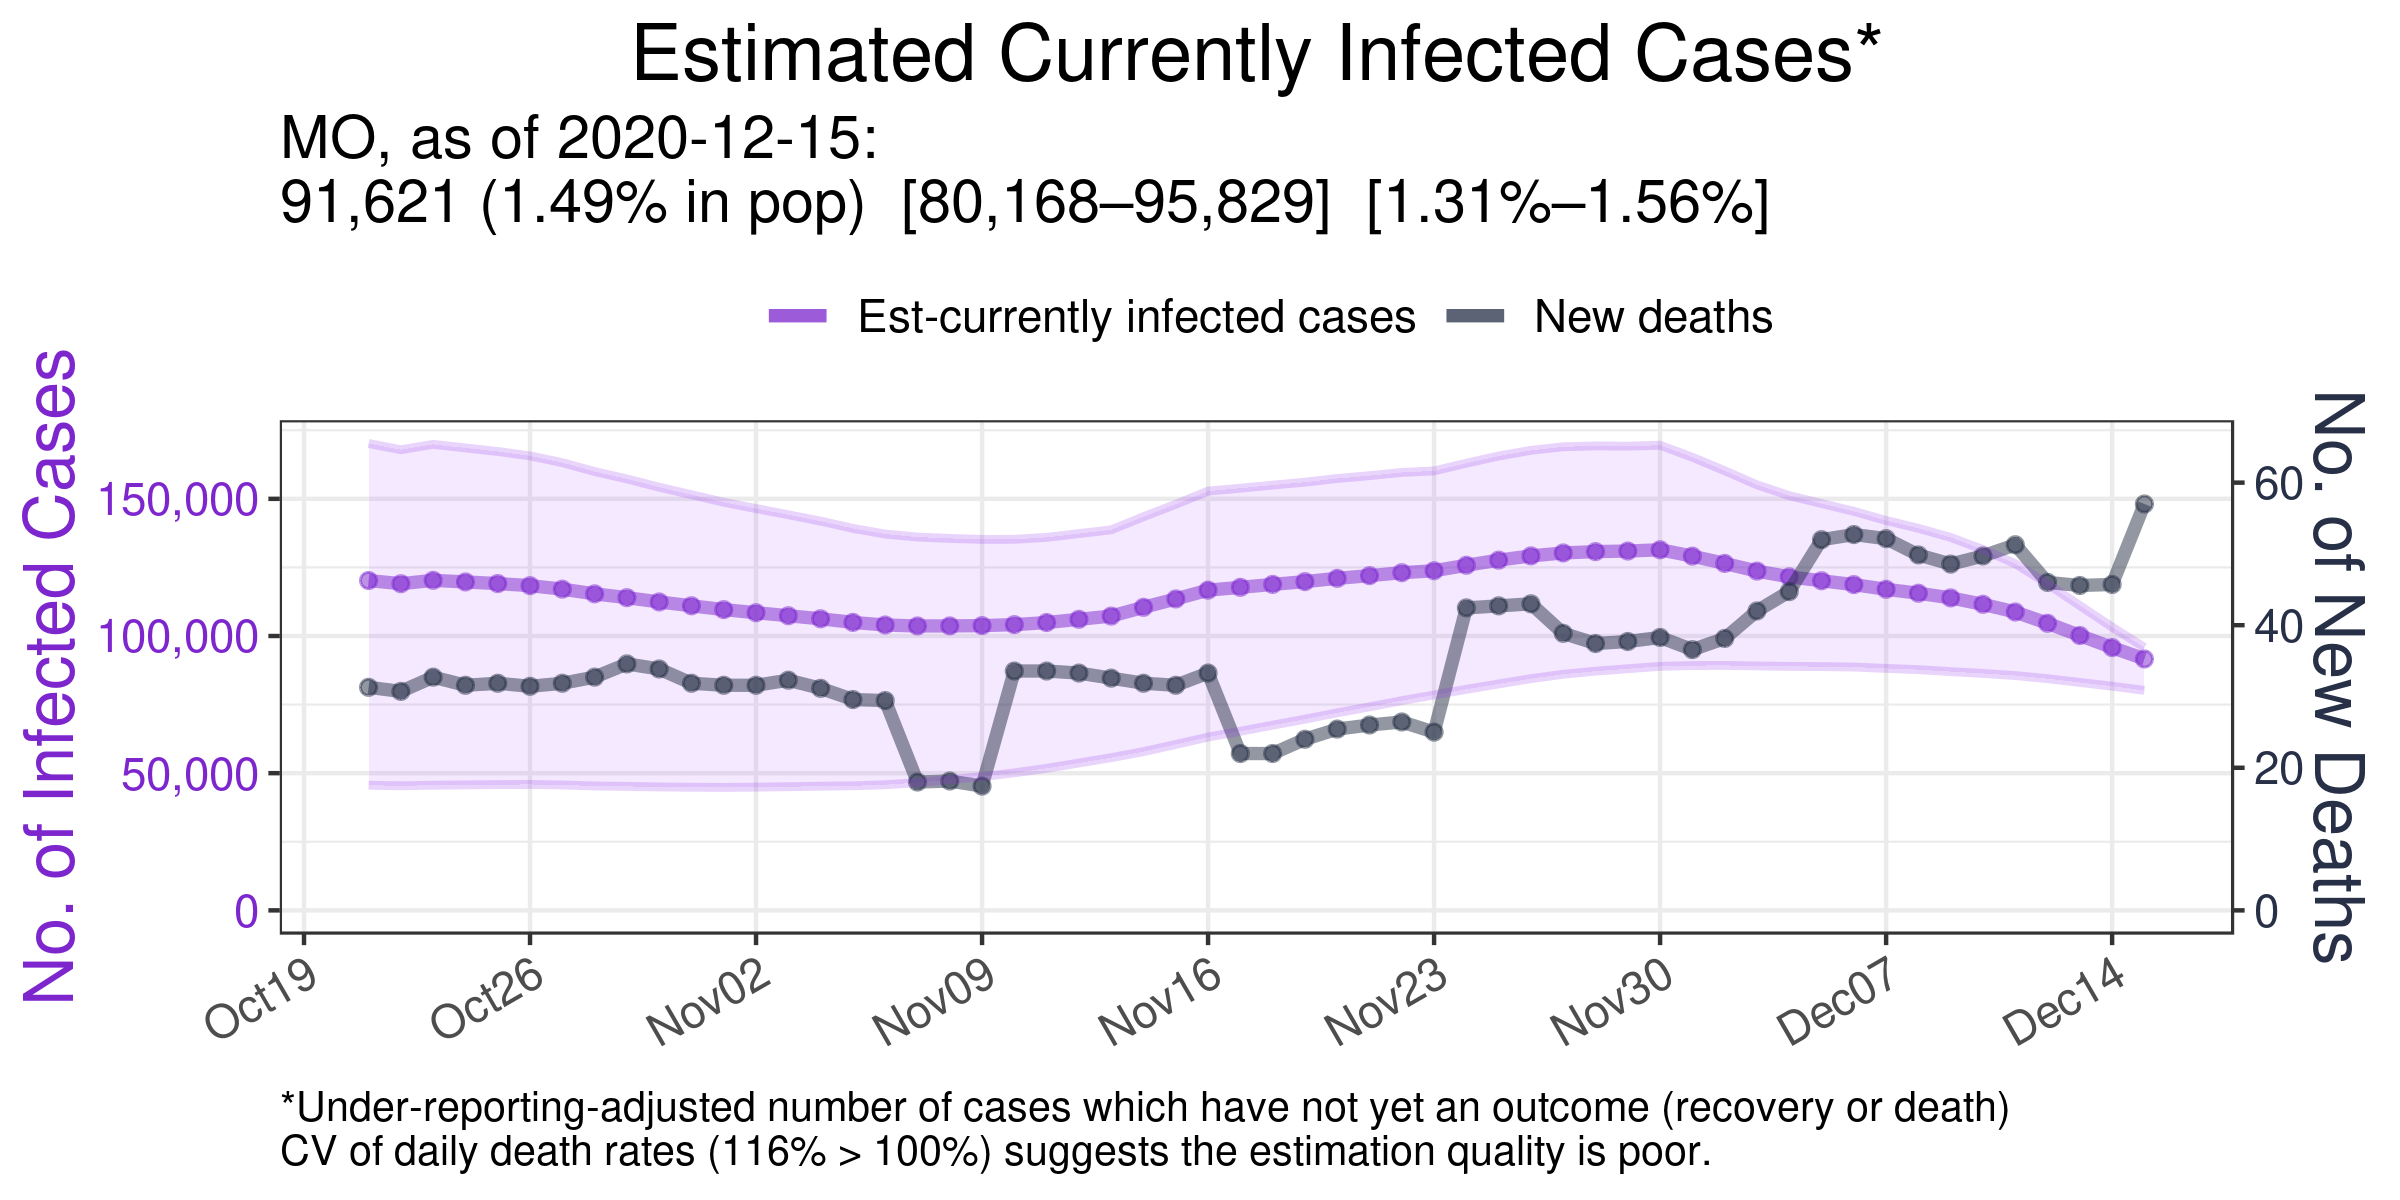 Estimated Currently Infected Cases*
MO, as of 2020-12-15:
91,621 (1.49% in pop)  [80,168–95,829]  [1.31%–1.56%]
Est-currently infected cases
New deaths
No. of Infected Cases
150,000
100,000
50,000
0
60
40
20
0
No. of New Deaths
Oct19
Oct26
Nov02
Nov09
Nov16
Nov23
Nov30
Dec07
Dec14
*Under-reporting-adjusted number of cases which have not yet an outcome (recovery or death)
CV of daily death rates (116% > 100%) suggests the estimation quality is poor.